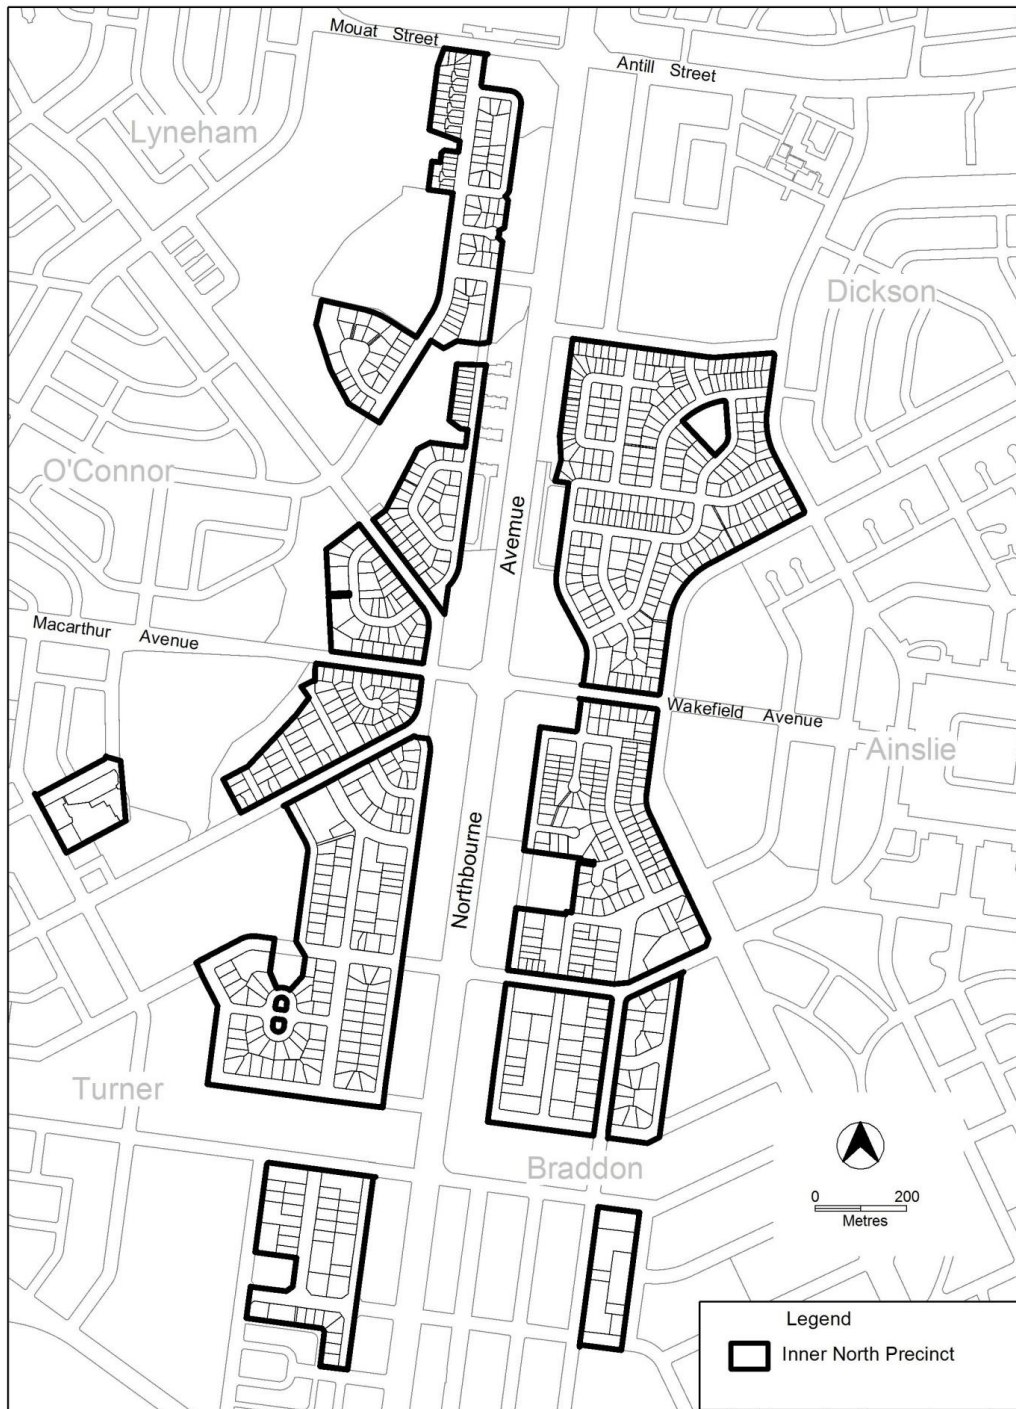 Mouat Street
Antill Street
Lyneham
Dickson
O'Connor
Avemue
Macarthur Avenue
Wakefield Avenue
Ainslie
Northbourne
Turner
Braddon
0 200
Metres
Legend
Inner North Precinct